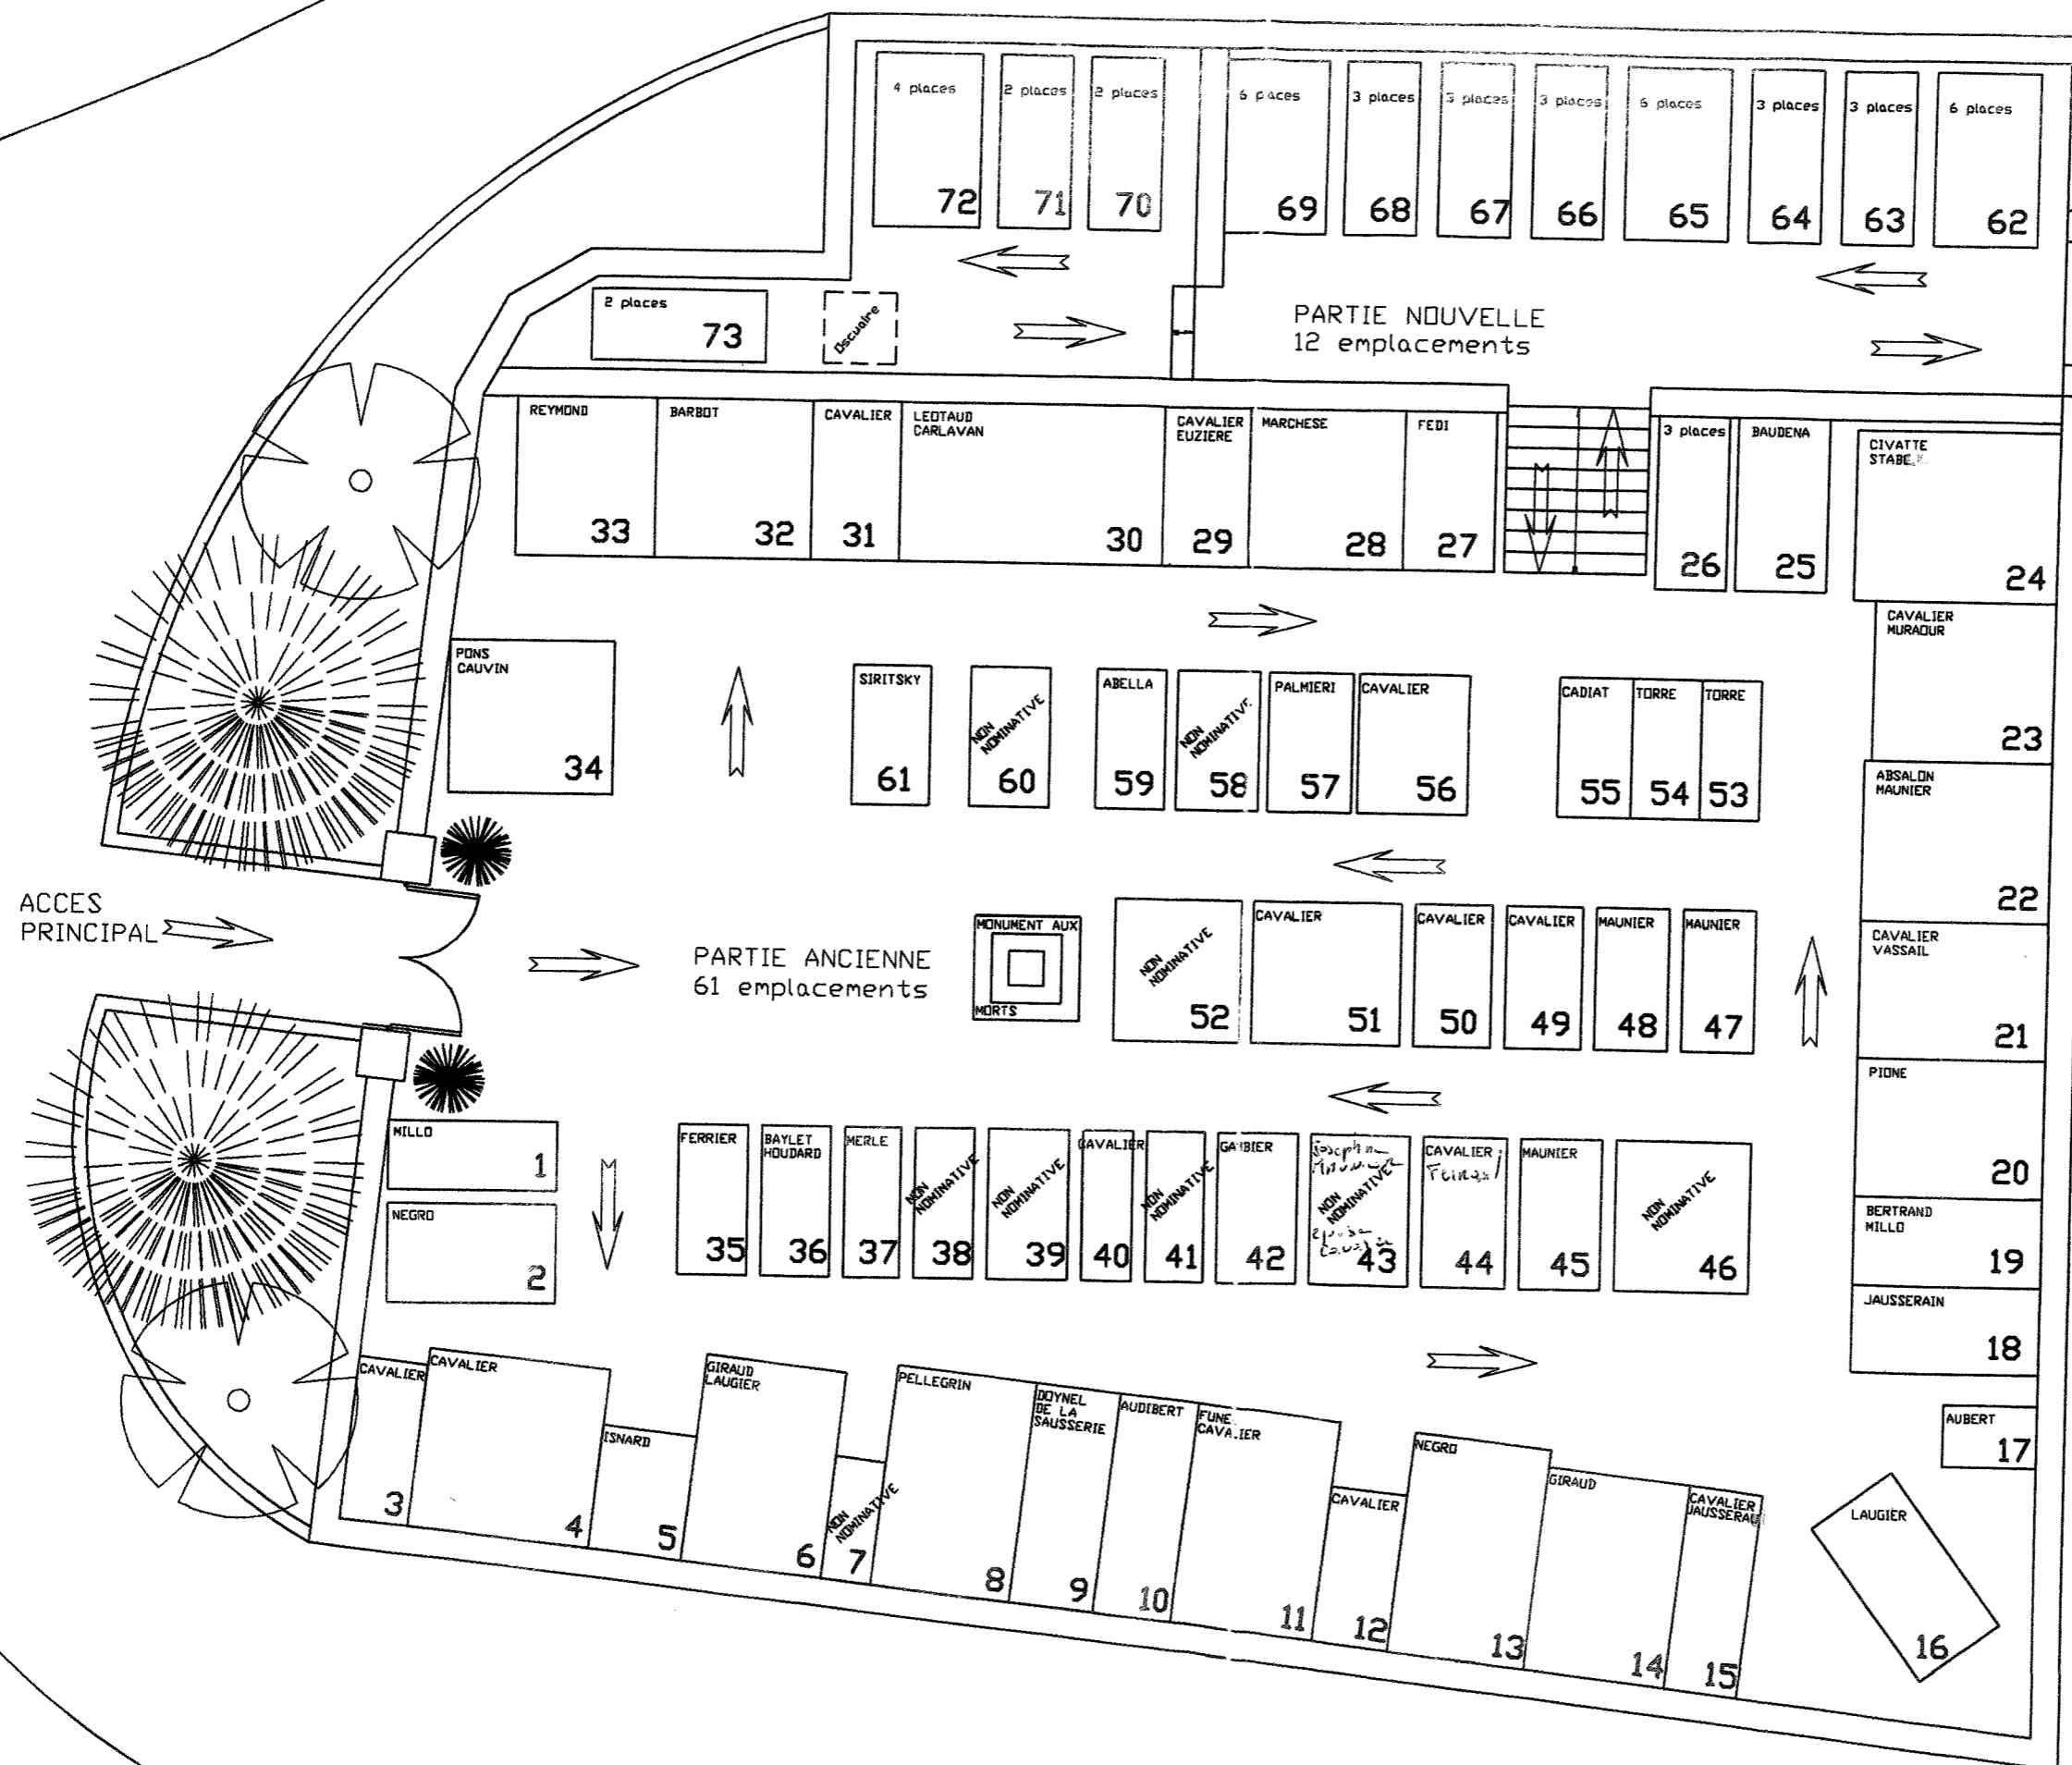 4 places
72
2 places
71
2 places
70
6 places
69
3 places
68
3 places
67
3 places
66
6 places
65
3 places
64
3 places
63
6 places
62
2 places
73
Oscuaire
PARTIE NOUVELLE
12 emplacements
REYMOND
33
BARBOT
32
CAVALIER
31
LEOTAUD
CARLAVAN
30
CAVALIER
EUZIERE
29
MARCHESE
28
FEDI
27
3 places
26
BAUDENA
25
CIVATTE
24
CAVALIER
MURAOUR
23
ABSALON
MAUNIER
22
CAVALIER
VASSAIL
21
PIONE
20
BERTRAND
MILLO
19
JAUSSERAIN
18
AUBERT
17
LAUGIER
16
PONS
CAUVIN
34
SIRITSKY
61
NON
NOMINATIVE
60
ABELLA
59
NON
NOMINATIVE
58
PALMIERI
57
CAVALIER
56
CADIAT
55
TORRE
54
TORRE
53
ACCES
PRINCIPAL
PARTIE ANCIENNE
61 emplacements
MONUMENT AUX
MORTS
NON
NOMINATIVE
52
CAVALIER
51
CAVALIER
50
CAVALIER
49
MAUNIER
48
MAUNIER
47
MILLO
1
NEGRO
2
FERRIER
35
BAYLET
HOUDARD
36
MERLE
37
NON
NOMINATIVE
38
NON
NOMINATIVE
39
CAVALIER
40
NON
NOMINATIVE
41
42
NON
NOMINATIVE
43
CAVALIER
44
MAUNIER
45
NON
NOMINATIVE
46
CAVALIER
3
CAVALIER
4
ISNARD
5
GIRAUD
LAUGIER
6
NON
NOMINATIVE
7
PELLEGRIN
8
DOYNEL
DE LA
SAUSSERIE
9
AUDIBERT
10
FUNE
CAVALIER
11
CAVALIER
12
NEGRO
13
GIRAUD
14
CAVALIER
15